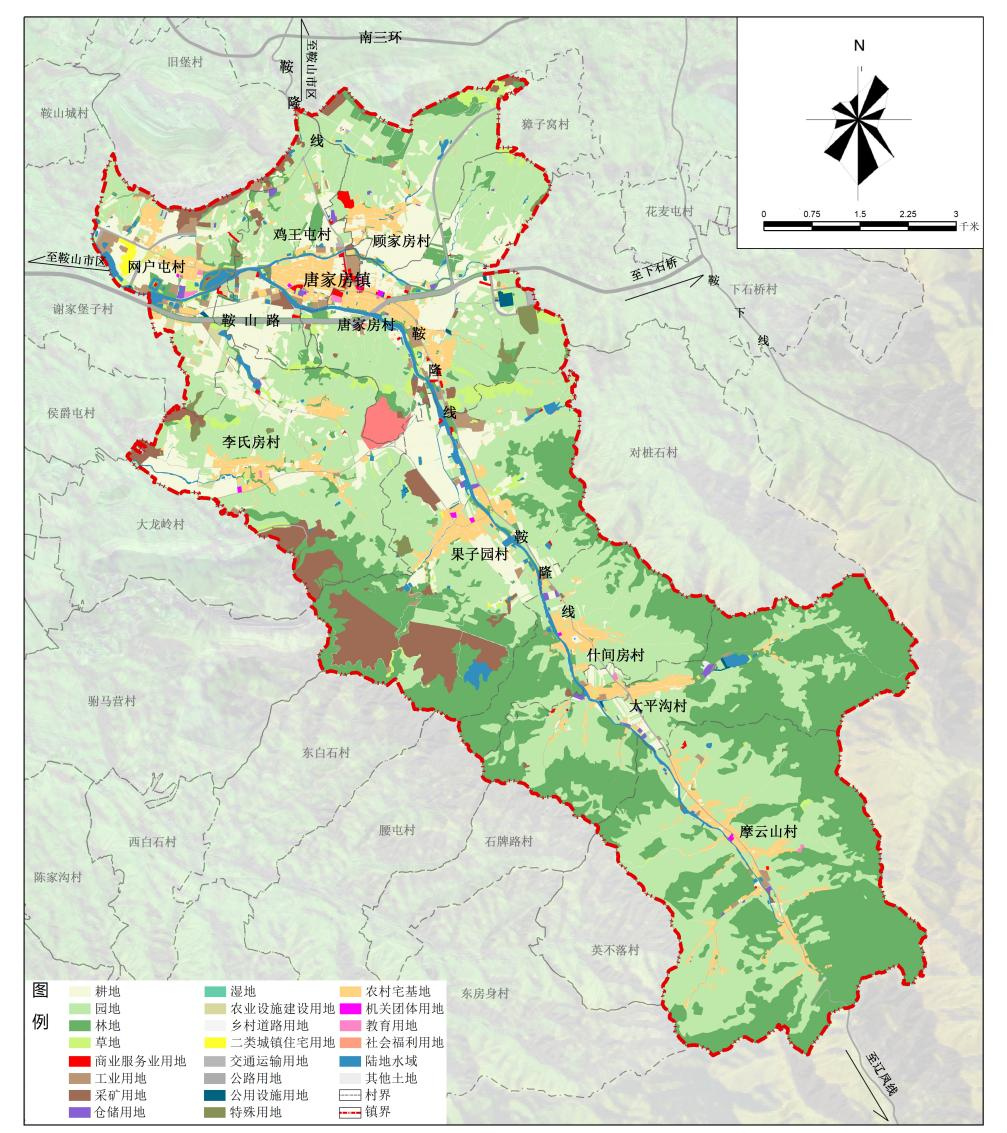 南三环
至鞍山市区
旧堡村
鞍
隆
线
鞍山城村
獐子窝村
N
0 0.75 1.5 2.25 3
千米
花麦屯村
鸡王屯村
顾家房村
至鞍山市区
网户屯村
唐家房镇
至下石桥
鞍
下
线
下石桥村
谢家堡子村
鞍山路
唐家房村
鞍
隆
线
侯爵屯村
李氏房村
对桩石村
大龙岭村
果子园村
鞍
隆
线
什间房村
太平沟村
驸马营村
东白石村
西白石村
腰屯村
石牌路村
摩云山村
陈家沟村
英不落村
东房身村
至辽凤线
图例
耕地
园地
林地
草地
商业服务业用地
工业用地
采矿用地
仓储用地
湿地
农业设施建设用地
乡村道路用地
二类城镇住宅用地
交通运输用地
公路用地
公用设施用地
特殊用地
农村宅基地
机关团体用地
教育用地
社会福利用地
陆地水域
其他土地
村界
镇界